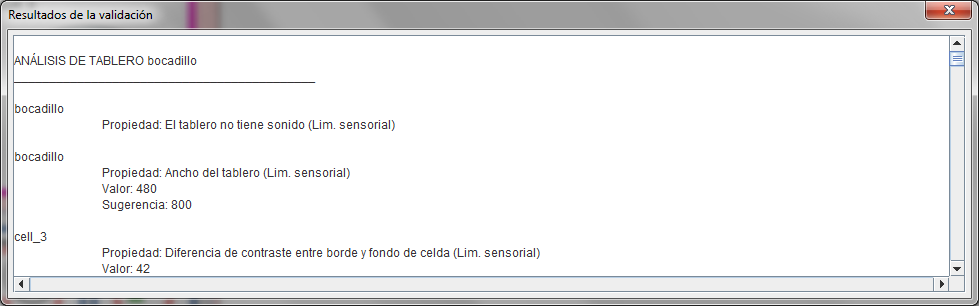 Resultados de la validación
ANÁLISIS DE TABLERO bocadillo
bocadillo
Propiedad: El tablero no tiene sonido (Lim. sensorial)
bocadillo
Propiedad: Ancho del tablero (Lim. sensorial)
Valor: 480
Sugerencia: 800
cell_3
Propiedad: Diferencia de contraste entre borde y fondo de celda (Lim. sensorial)
Valor: 42